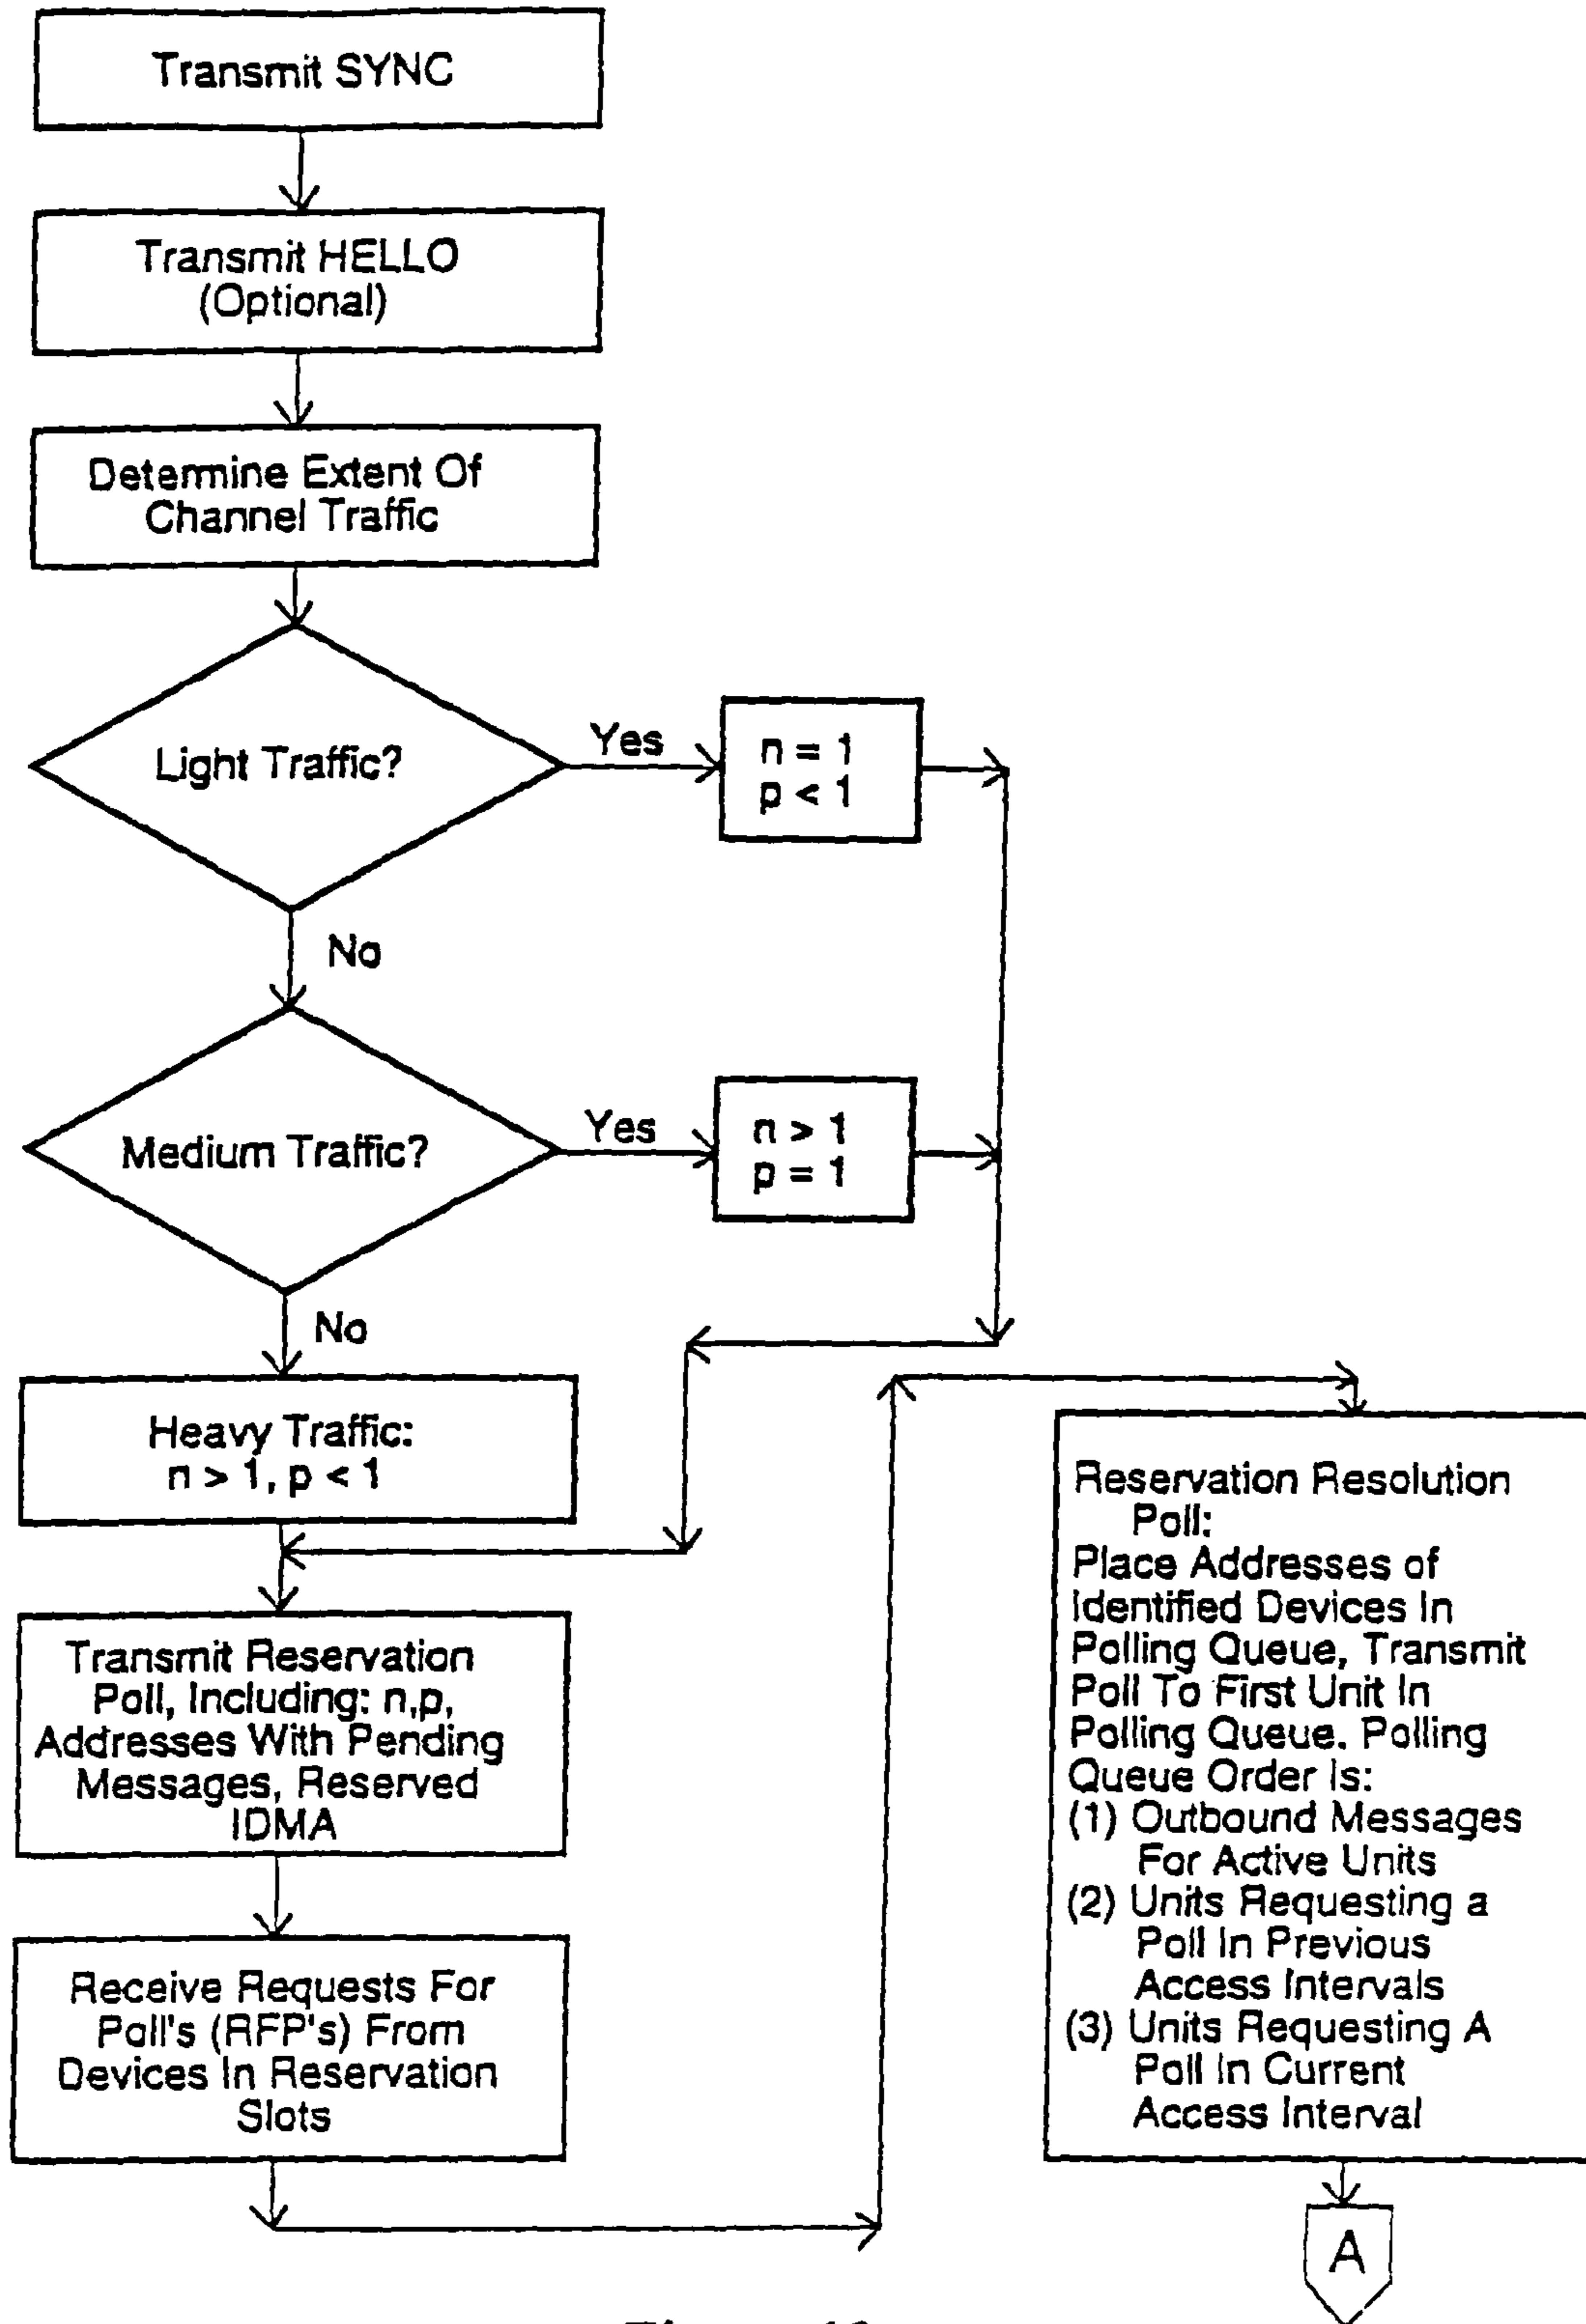 Transmit SYNC
Transmit HELLO
(Optional)
Determine Extent Of
Channel Traffic
Light Traffic?
Yes
n = 1
p < 1
No
Medium Traffic?
Yes
n > 1
p = 1
No
Heavy Traffic:
n > 1, p < 1
Transmit Reservation
Poll, Including: n,p,
Addresses With Pending
Messages, Reserved
IDMA
Receive Requests For
Poll's (RFP's) From
Devices In Reservation
Slots
Reservation Resolution
Poll:
Place Addresses of
Identified Devices In
Polling Queue, Transmit
Poll To First Unit In
Polling Queue. Polling
Queue Order Is:
(1) Outbound Messages
For Active Units
(2) Units Requesting a
Poll In Previous
Access Intervals
(3) Units Requesting A
Poll In Current
Access Interval
A